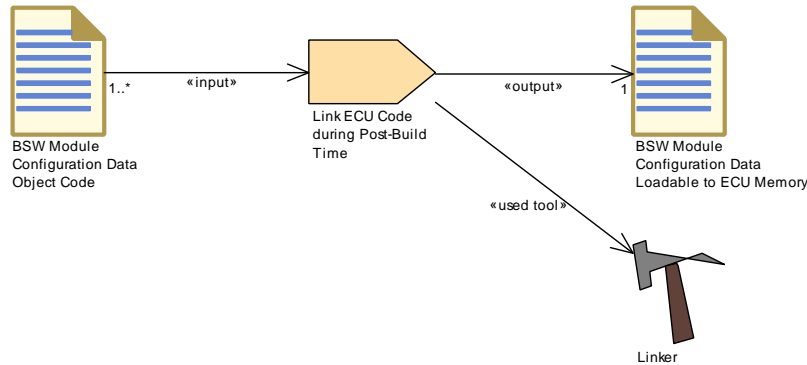 1..*
«input»
«output»
1
BSW Module
Configuration Data
Object Code
Link ECU Code
during Post-Build
Time
BSW Module
Configuration Data
Loadable to ECU Memory
«used tool»
Linker